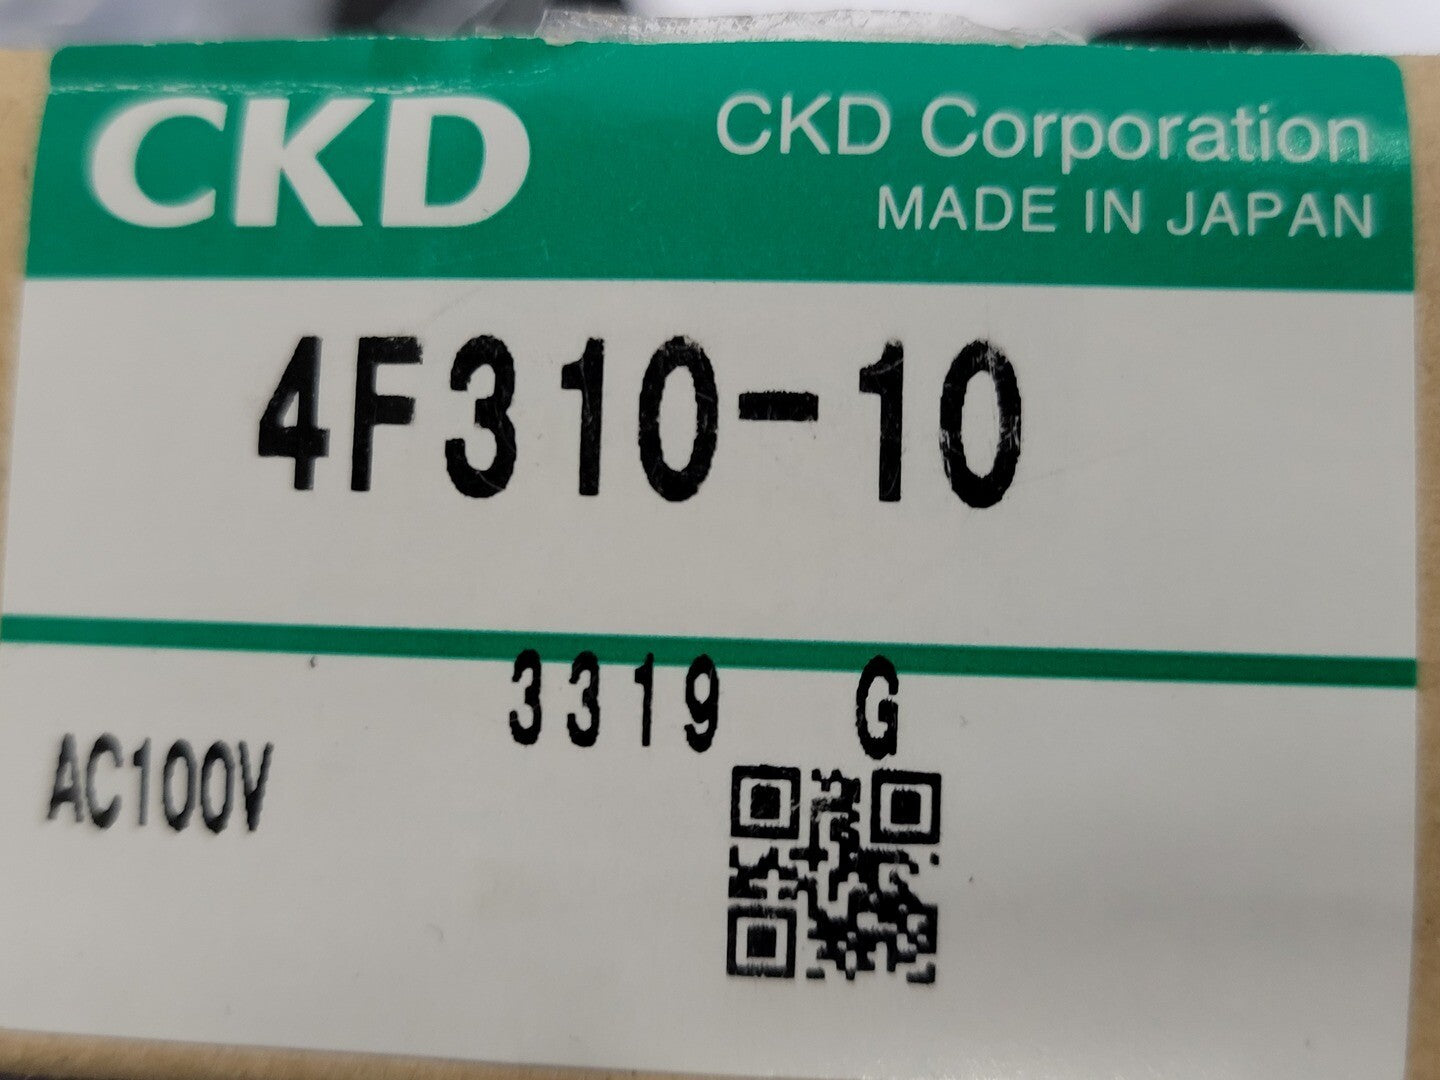 CKD
CKD Corporation
MADE IN JAPAN
4F310-10
3319 G
AC100V